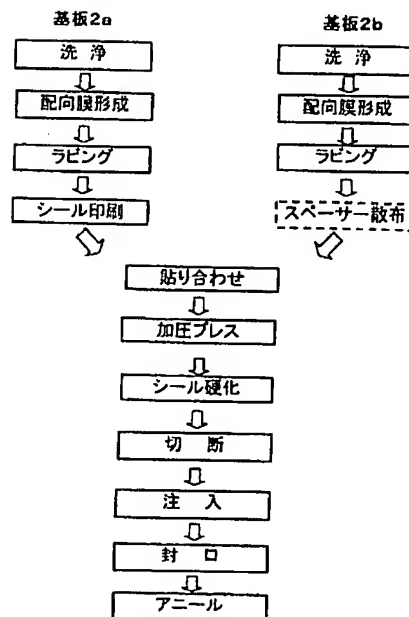 基板2a
洗 浄
配向膜形成
ラビング
シール印刷
基板2b
洗 浄
配向膜形成
ラビング
スペーサー散布
貼り合わせ
加圧プレス
シール硬化
切 断
注 入
封 口
アニール